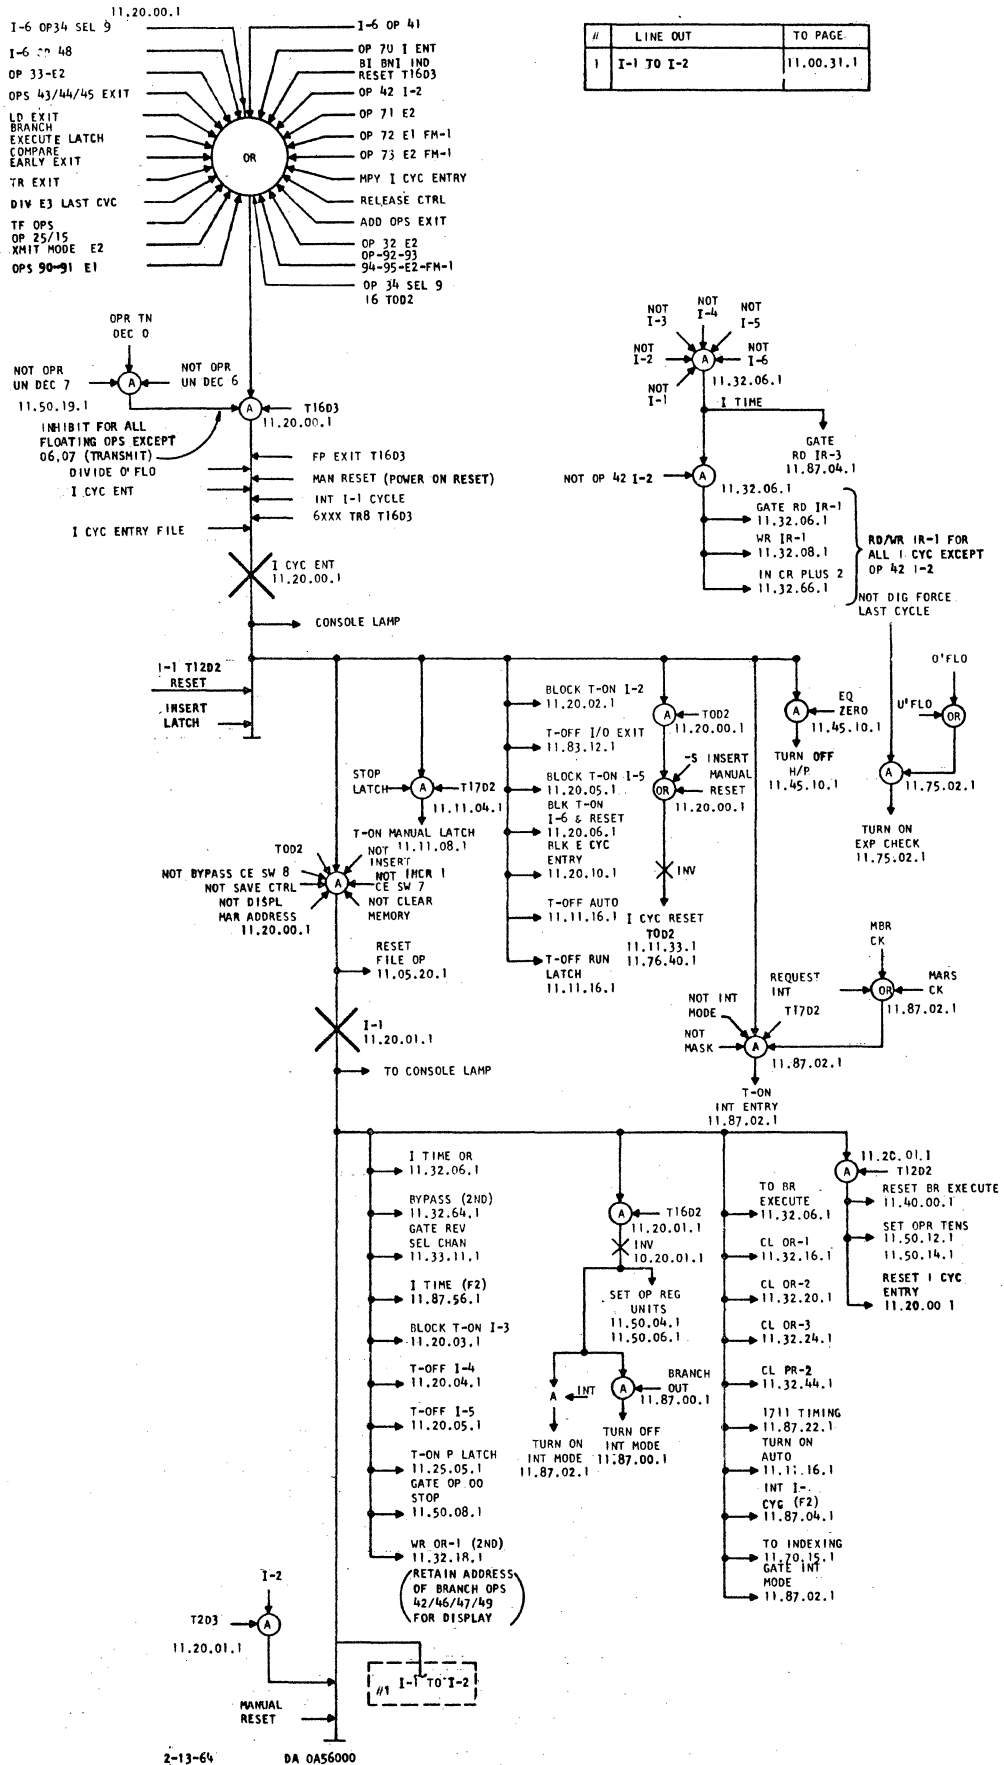 11.20.00.1
I-6 OP34 SEL 9
I-6 OP 48
OP 33-E2
OPS 43/44/45 EXIT
LD EXIT
BRANCH
EXECUTE LATCH
COMPARE
EARLY EXIT
TR EXIT
DIV E3 LAST CYC
TF OPS
OP 25/15
XMIT MODE E2
OPS 90-91 E1
OR
I-6 OP 41
OP 70 I ENT
BI BNI IND
RESET T16D3
OP 42 I-2
OP 71 E2
OP 72 E1 FM-1
OP 73 E2 FM-1
MPY I CYC ENTRY
RELEASE CTRL
ADD OPS EXIT
OP 32 E2
OP-92-93
94-95-E2-FM-1
OP 34 SEL 9
16 TOD2
# LINE OUT TO PAGE
1 I-1 TO I-2 11.00.31.1
OPR TN
DEC 0
NOT OPR
UN DEC 7
A
NOT OPR
UN DEC 6
11.50.19.1
A
T16D3
11.20.00.1
INHIBIT FOR ALL
FLOATING OPS EXCEPT
06,07 (TRANSMIT)
DIVIDE O'FLO
I CYC ENT
I CYC ENTRY FILE
FP EXIT T16D3
MAN RESET (POWER ON RESET)
INT I-1 CYCLE
6XXX TR8 T16D3
I CYC ENT
11.20.00.1
CONSOLE LAMP
I-1 T12D2
RESET
INSERT
LATCH
NOT
I-3
NOT
I-4
NOT
I-5
NOT
I-2
A
NOT
I-6
NOT
I-1
11.32.06.1
I TIME
GATE
RD IR-3
11.87.04.1
NOT OP 42 I-2
A
11.32.06.1
GATE RD IR-1
11.32.06.1
WR IR-1
11.32.08.1
IN CR PLUS 2
11.32.66.1
RD/WR IR-1 FOR
ALL I CYC EXCEPT
OP 42 I-2
NOT DIG FORCE
LAST CYCLE
O'FLO
U'FLO
OR
A
11.75.02.1
TURN ON
EXP CHECK
11.75.02.1
A
EQ
ZERO
11.45.10.1
TURN OFF
H/P
11.45.10.1
A
TOD2
11.20.00.1
-S INSERT
MANUAL
RESET
OR
11.20.00.1
INV
I CYC RESET
TOD2
11.11.33.1
11.76.40.1
BLOCK T-ON I-2
11.20.02.1
T-OFF I/O EXIT
11.83.12.1
BLOCK T-ON I-5
11.20.05.1
BLK T-ON
I-6 & RESET
11.20.06.1
BLK E CYC
ENTRY
11.20.10.1
T-OFF AUTO
11.11.16.1
T-OFF RUN
LATCH
11.11.16.1
STOP
LATCH
A
T17D2
11.11.04.1
T-ON MANUAL LATCH
11.11.08.1
TOD2
NOT
INSERT
NOT BYPASS CE SW 8
NOT INCR 1
NOT SAVE CTRL
A
CE SW 7
NOT DISPL
MAR ADDRESS
NOT CLEAR
MEMORY
11.20.00.1
RESET
FILE OP
11.05.20.1
I-1
11.20.01.1
TO CONSOLE LAMP
MBR
CK
REQUEST
INT
OR
MARS
CK
11.87.02.1
NOT INT
MODE
T17D2
NOT
MASK
A
11.87.02.1
T-ON
INT ENTRY
11.87.02.1
I TIME OR
11.32.06.1
BYPASS (2ND)
11.32.64.1
GATE REV
SEL CHAN
11.33.11.1
I TIME (F2)
11.87.56.1
BLOCK T-ON I-3
11.20.03.1
T-OFF I-4
11.20.04.1
T-OFF I-5
11.20.05.1
T-ON P LATCH
11.25.05.1
GATE OP 00
STOP
11.50.08.1
WR OR-1 (2ND)
11.32.18.1
(RETAIN ADDRESS
OF BRANCH OPS
42/46/47/49
FOR DISPLAY)
A
T16D2
11.20.01.1
INV
10.20.01.1
SET OP REG
UNITS
11.50.04.1
11.50.06.1
A
INT
TURN ON
INT MODE
11.87.02.1
A
BRANCH
OUT
11.87.00.1
TURN OFF
INT MODE
11.87.00.1
TO BR
EXECUTE
11.32.06.1
CL OR-1
11.32.16.1
CL OR-2
11.32.20.1
CL OR-3
11.32.24.1
CL PR-2
11.32.44.1
1711 TIMING
11.87.22.1
TURN ON
AUTO
11.11.16.1
INT I-
CYC (F2)
11.87.04.1
TO INDEXING
11.70.15.1
GATE INT
MODE
11.87.02.1
11.20.01.1
A
T12D2
RESET BR EXECUTE
11.40.00.1
SET OPR TENS
11.50.12.1
11.50.14.1
RESET I CYC
ENTRY
11.20.00 1
I-2
T2D3
A
11.20.01.1
#1 I-1 TO I-2
MANUAL
RESET
2-13-64 DA 0A56000